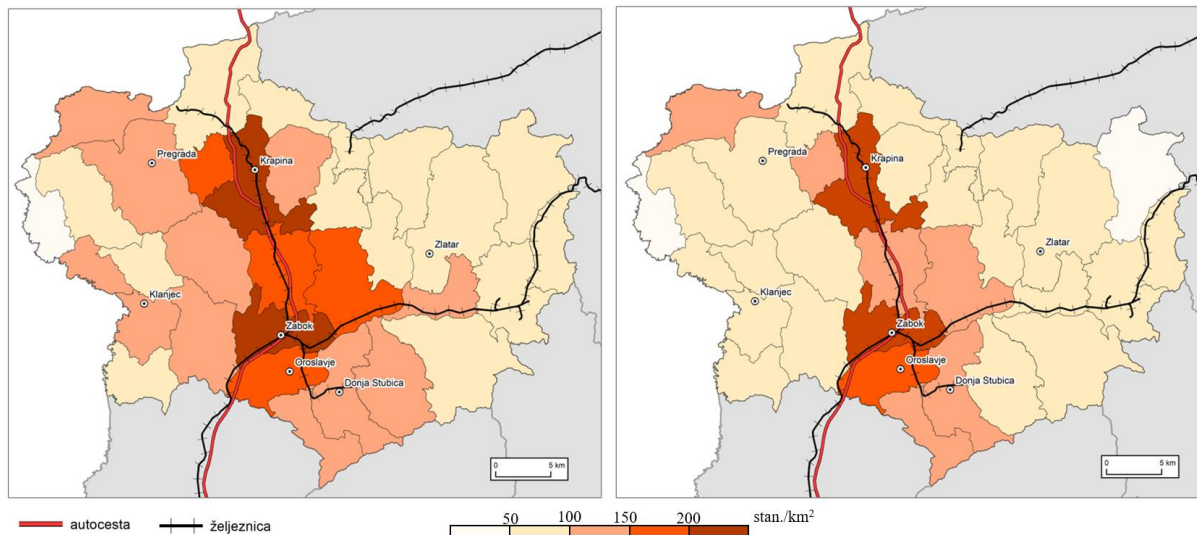 Pregrada
Krapina
Zlatar
Klanjec
Zabok
Oroslavje
Donja Stubica
0 5 km
Pregrada
Krapina
Zlatar
Klanjec
Zabok
Oroslavje
Donja Stubica
0 5 km
autocesta
željeznica
50 100 150 200 stan./km²